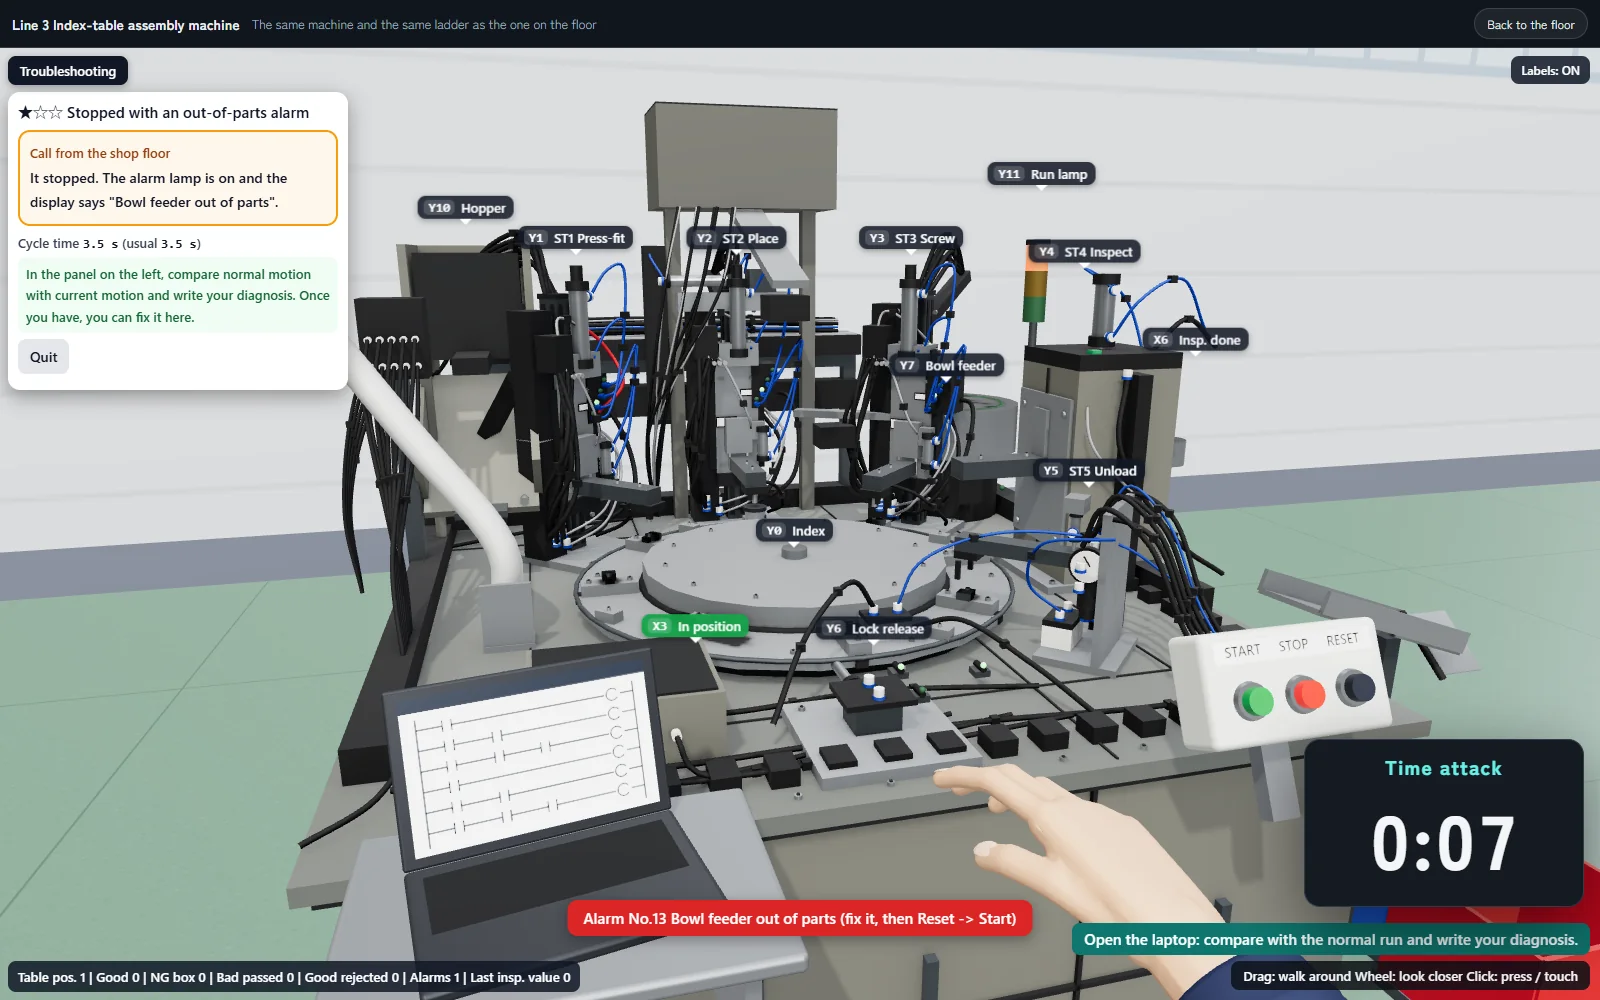 Line 3 Index-table assembly machine The same machine and the same ladder as the one on the floor
Back to the floor
Troubleshooting
Labels: ON
★☆☆ Stopped with an out-of-parts alarm
Call from the shop floor
It stopped. The alarm lamp is on and the
display says "Bowl feeder out of parts".
Cycle time 3.5 s (usual 3.5 s)
In the panel on the left, compare normal motion
with current motion and write your diagnosis. Once
you have, you can fix it here.
Quit
Y11 Run lamp
Y10 Hopper
Y1 ST1 Press-fit
Y2 ST2 Place
Y3 ST3 Screw
Y4 ST4 Inspect
X6 Insp. done
Y7 Bowl feeder
Y5 ST5 Unload
Y0 Index
X3 In position
Y6 Lock release
START STOP RESET
Time attack
0:07
Alarm No.13 Bowl feeder out of parts (fix it, then Reset -> Start)
Open the laptop: compare with the normal run and write your diagnosis.
Table pos. 1 | Good 0 | NG box 0 | Bad passed 0 | Good rejected 0 | Alarms 1 | Last insp. value 0
Drag: walk around Wheel: look closer Click: press / touch